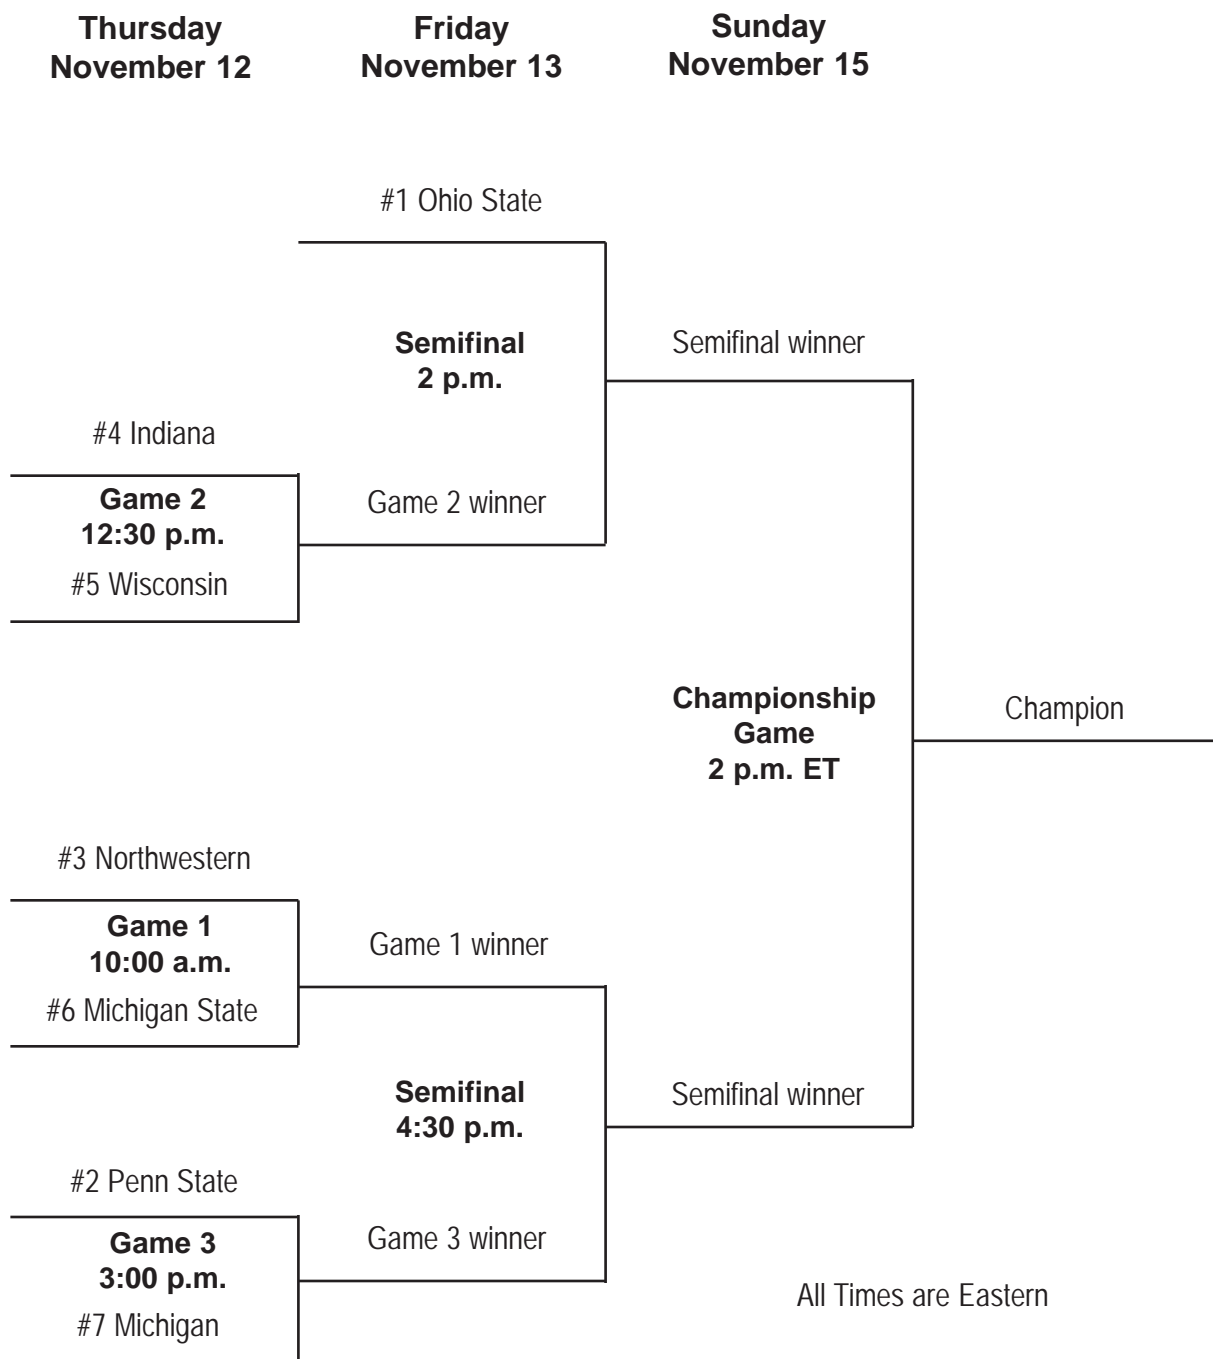 Thursday
November 12
Friday
November 13
Sunday
November 15
#1 Ohio State
Semifinal
2 p.m.
Semifinal winner
#4 Indiana
Game 2
12:30 p.m.
Game 2 winner
#5 Wisconsin
Championship
Game
2 p.m. ET
Champion
#3 Northwestern
Game 1
10:00 a.m.
Game 1 winner
#6 Michigan State
Semifinal
4:30 p.m.
Semifinal winner
#2 Penn State
Game 3
3:00 p.m.
Game 3 winner
#7 Michigan
All Times are Eastern